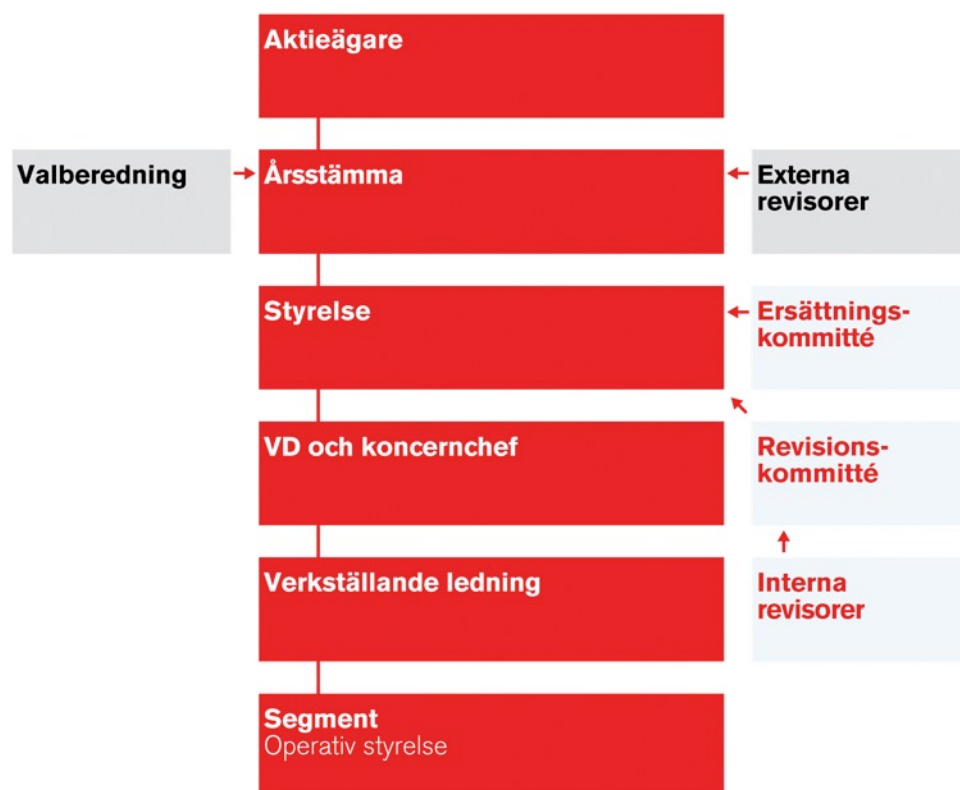 Aktieägare
Valberedning
Årsstämma
Externa
revisorer
Styrelse
Ersättnings-
kommitté
VD och koncernchef
Revisions-
kommitté
Verkställande ledning
Interna
revisorer
Segment
Operativ styrelse